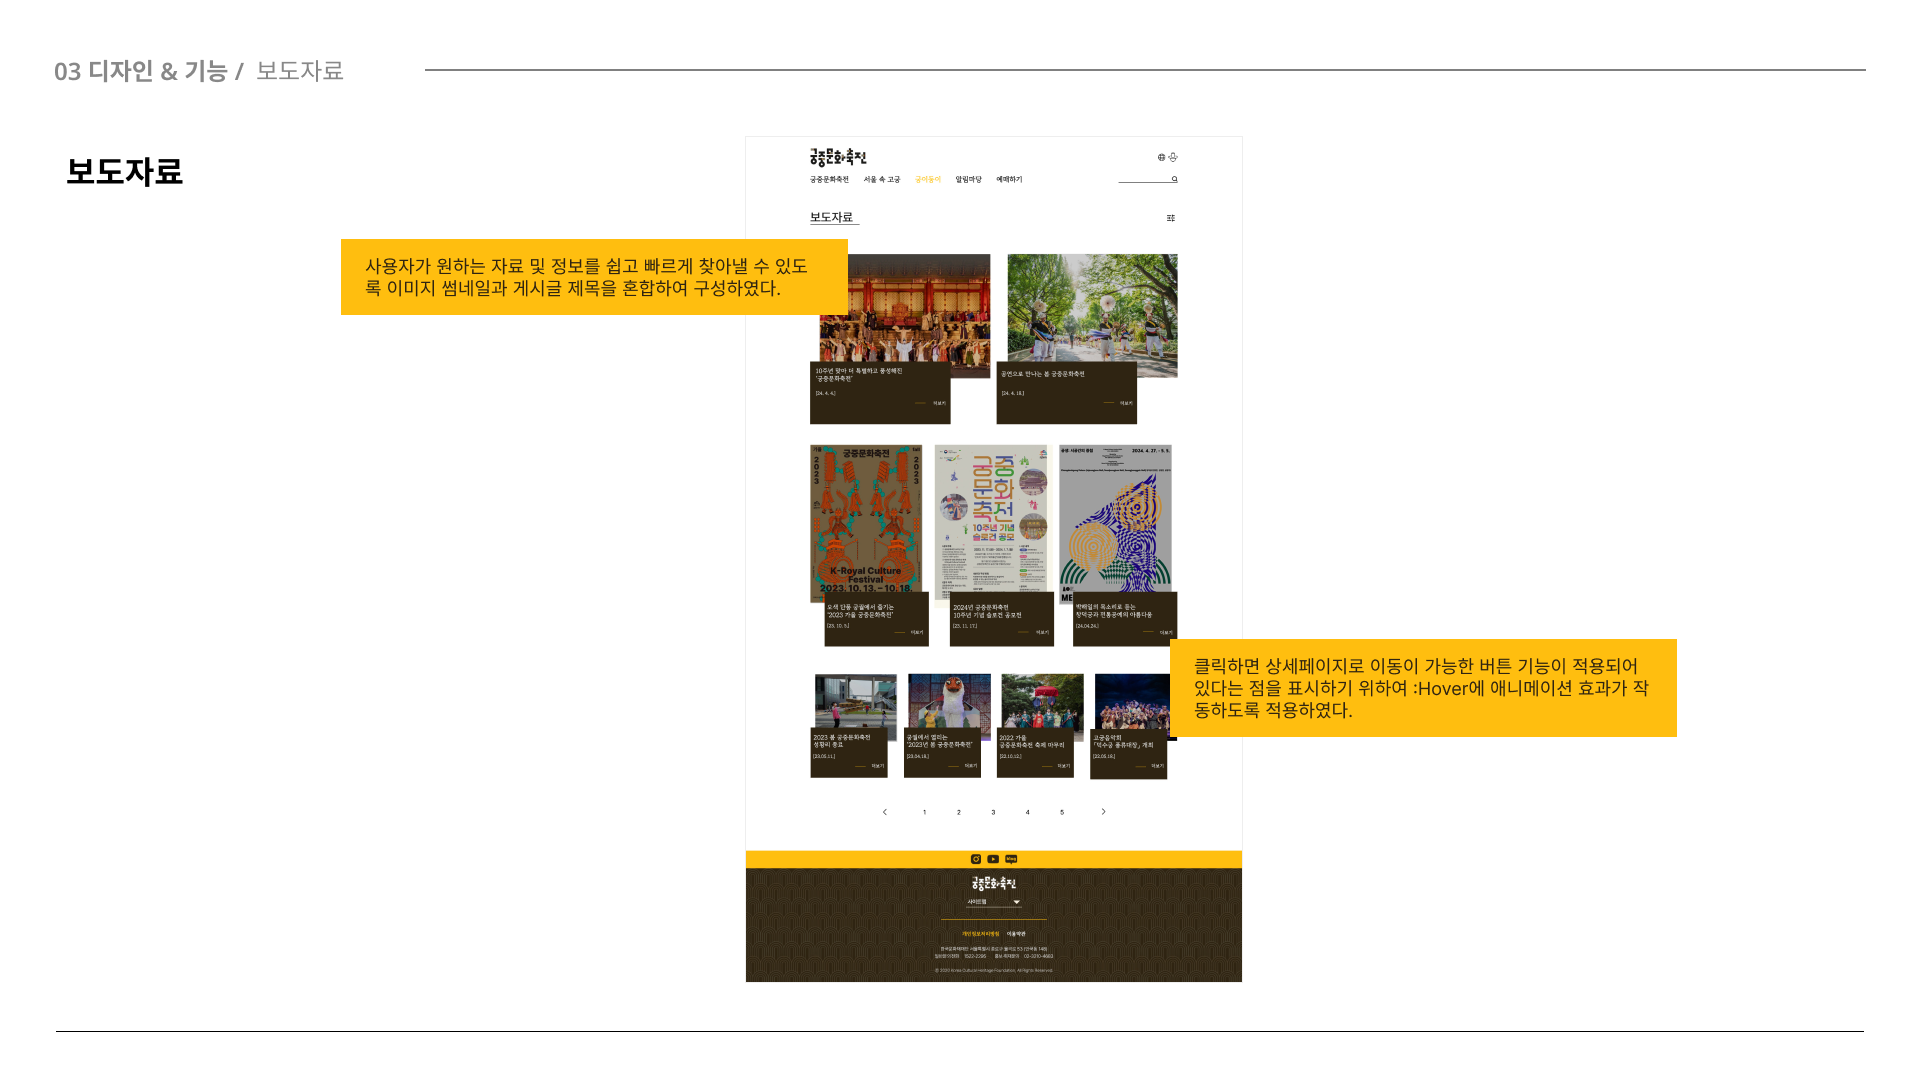 03 디자인 & 기능 / 보도자료
보도자료
궁중문화축전
궁중문화축전 서울 속 고궁 궁이둥이 알림마당 예매하기
보도자료
사용자가 원하는 자료 및 정보를 쉽고 빠르게 찾아낼 수 있도
록 이미지 썸네일과 게시글 제목을 혼합하여 구성하였다.
10주년 맞아 더 특별하고 풍성해진
'궁중문화축전'
[24. 4. 4.]
더보기
공연으로 만나는 봄 궁중문화축전
[24. 4. 18.]
더보기
가을 궁중문화축전 fall
2023
2023
K-Royal Culture
Festival
2023. 10. 13. – 10. 18.
오색 단풍 궁궐에서 즐기는
'2023 가을 궁중문화축전'
[23. 10. 5.]
더보기
궁중문화축전
10주년 기념
슬로건 공모
2024년 궁중문화축전
10주년 기념 슬로건 공모전
[23. 11. 17.]
더보기
2024. 4. 27. - 5. 5.
박배일의 목소리로 듣는
창덕궁과 전통공예의 아름다움
[24.04.24.]
더보기
클릭하면 상세페이지로 이동이 가능한 버튼 기능이 적용되어
있다는 점을 표시하기 위하여 :Hover에 애니메이션 효과가 작
동하도록 적용하였다.
2023 봄 궁중문화축전
성황리 종료
[23.05.11.]
더보기
궁궐에서 열리는
'2023년 봄 궁중문화축전'
[23.04.18.]
더보기
2022 가을
궁중문화축전 축제 마무리
[22.10.12.]
더보기
고궁음악회
「덕수궁 풍류대장」 개최
[22.05.18.]
더보기
1 2 3 4 5
궁중문화축전
사이트맵
개인정보처리방침 이용약관
© 2020 Korea Cultural Heritage Foundation, All Rights Reserved.